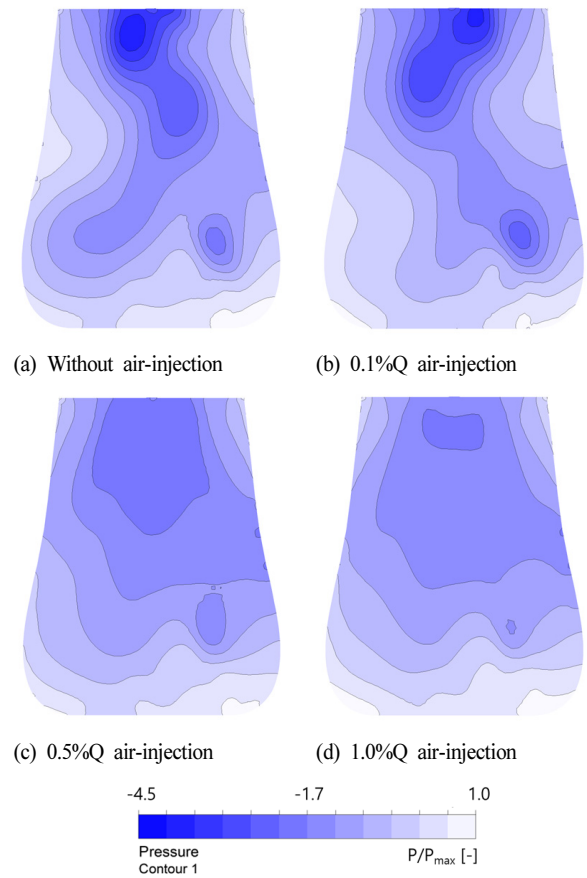 (a) Without air-injection
(b) 0.1%Q air-injection
(c) 0.5%Q air-injection
(d) 1.0%Q air-injection
-4.5 -1.7 1.0
Pressure P/Pmax [-]
Contour 1